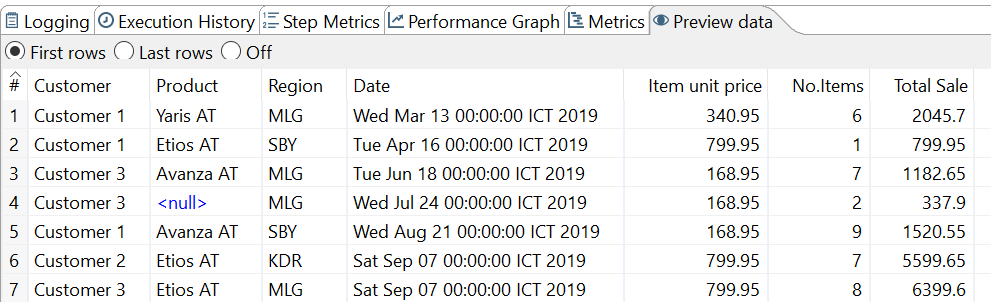 Logging Execution History Step Metrics Performance Graph Metrics Preview data
First rows Last rows Off
# Customer Product Region Date Item unit price No.Items Total Sale
1 Customer 1 Yaris AT MLG Wed Mar 13 00:00:00 ICT 2019 340.95 6 2045.7
2 Customer 1 Etios AT SBY Tue Apr 16 00:00:00 ICT 2019 799.95 1 799.95
3 Customer 3 Avanza AT MLG Tue Jun 18 00:00:00 ICT 2019 168.95 7 1182.65
4 Customer 3 <null> MLG Wed Jul 24 00:00:00 ICT 2019 168.95 2 337.9
5 Customer 1 Avanza AT SBY Wed Aug 21 00:00:00 ICT 2019 168.95 9 1520.55
6 Customer 2 Etios AT KDR Sat Sep 07 00:00:00 ICT 2019 799.95 7 5599.65
7 Customer 3 Etios AT MLG Sat Sep 07 00:00:00 ICT 2019 799.95 8 6399.6